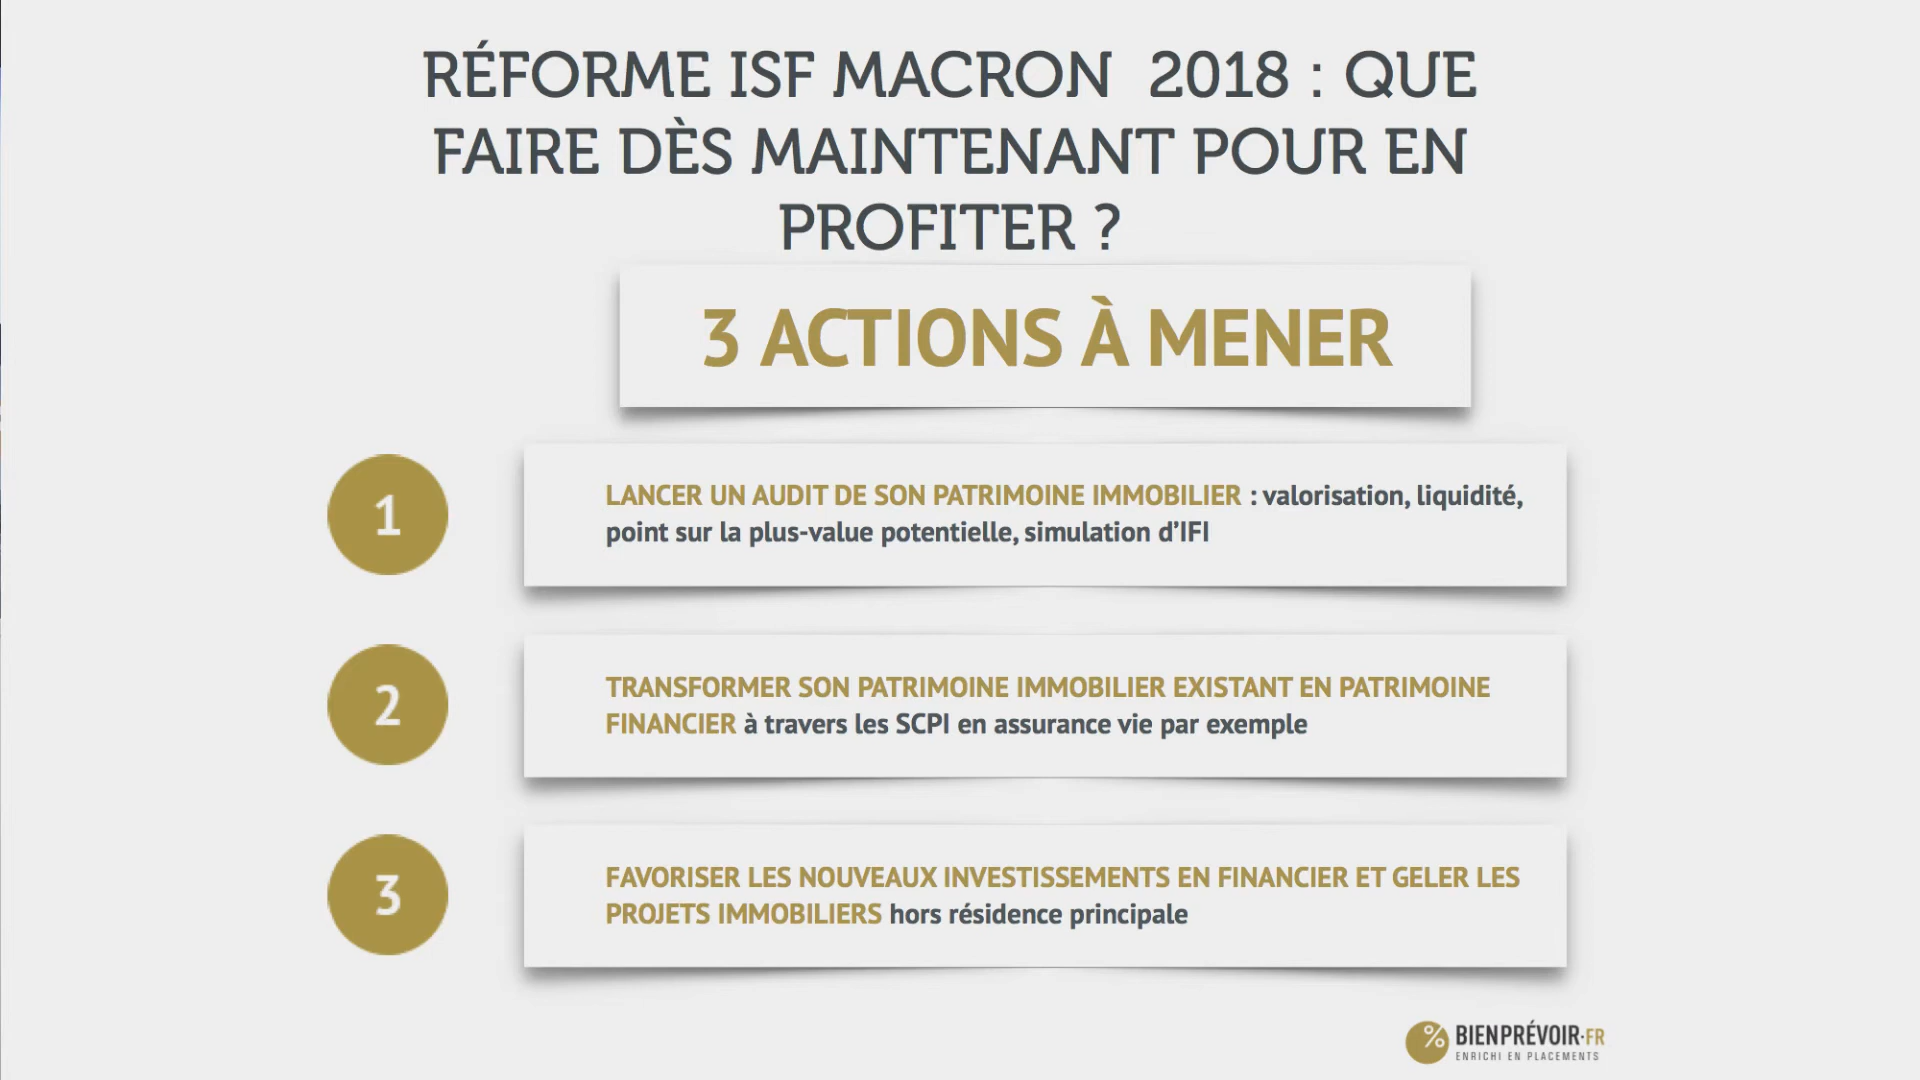 RÉFORME ISF MACRON 2018 : QUE
FAIRE DÈS MAINTENANT POUR EN
PROFITER ?
3 ACTIONS À MENER
1
LANCER UN AUDIT DE SON PATRIMOINE IMMOBILIER : valorisation, liquidité,
point sur la plus-value potentielle, simulation d'IFI
2
TRANSFORMER SON PATRIMOINE IMMOBILIER EXISTANT EN PATRIMOINE
FINANCIER à travers les SCPI en assurance vie par exemple
3
FAVORISER LES NOUVEAUX INVESTISSEMENTS EN FINANCIER ET GELER LES
PROJETS IMMOBILIERS hors résidence principale
% BIENPRÉVOIR·FR
ENRICHI EN PLACEMENTS